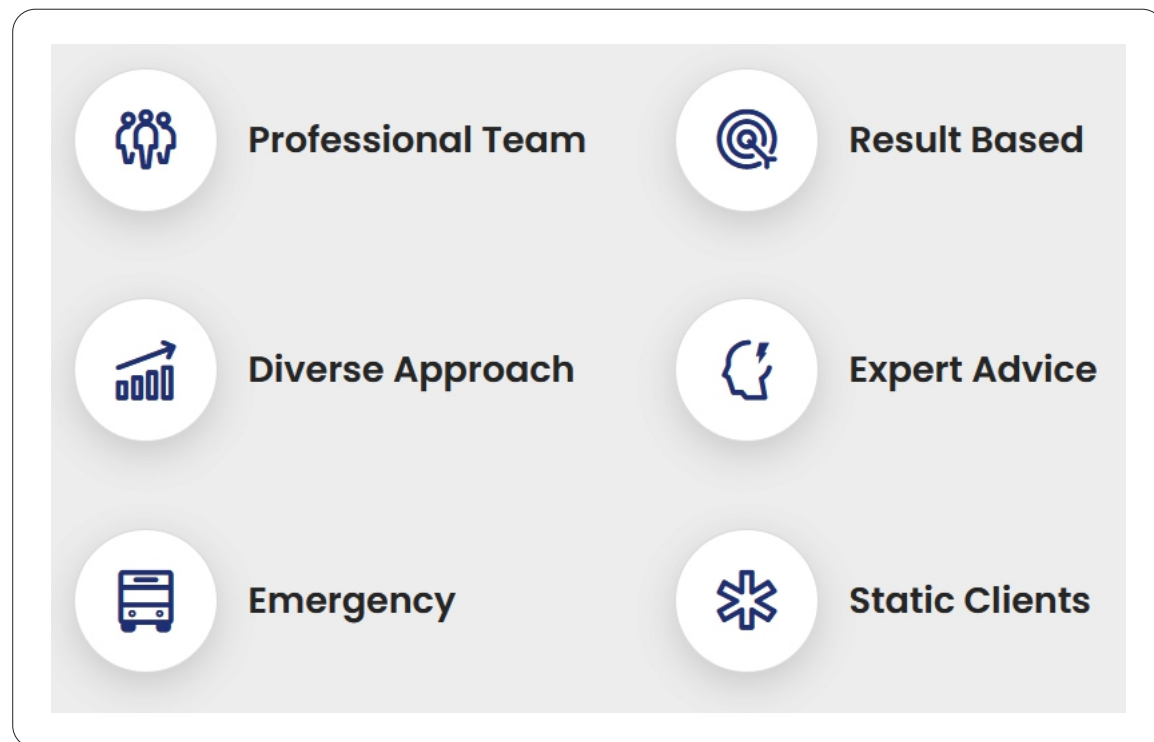 Professional Team
Result Based
Diverse Approach
Expert Advice
Emergency
Static Clients